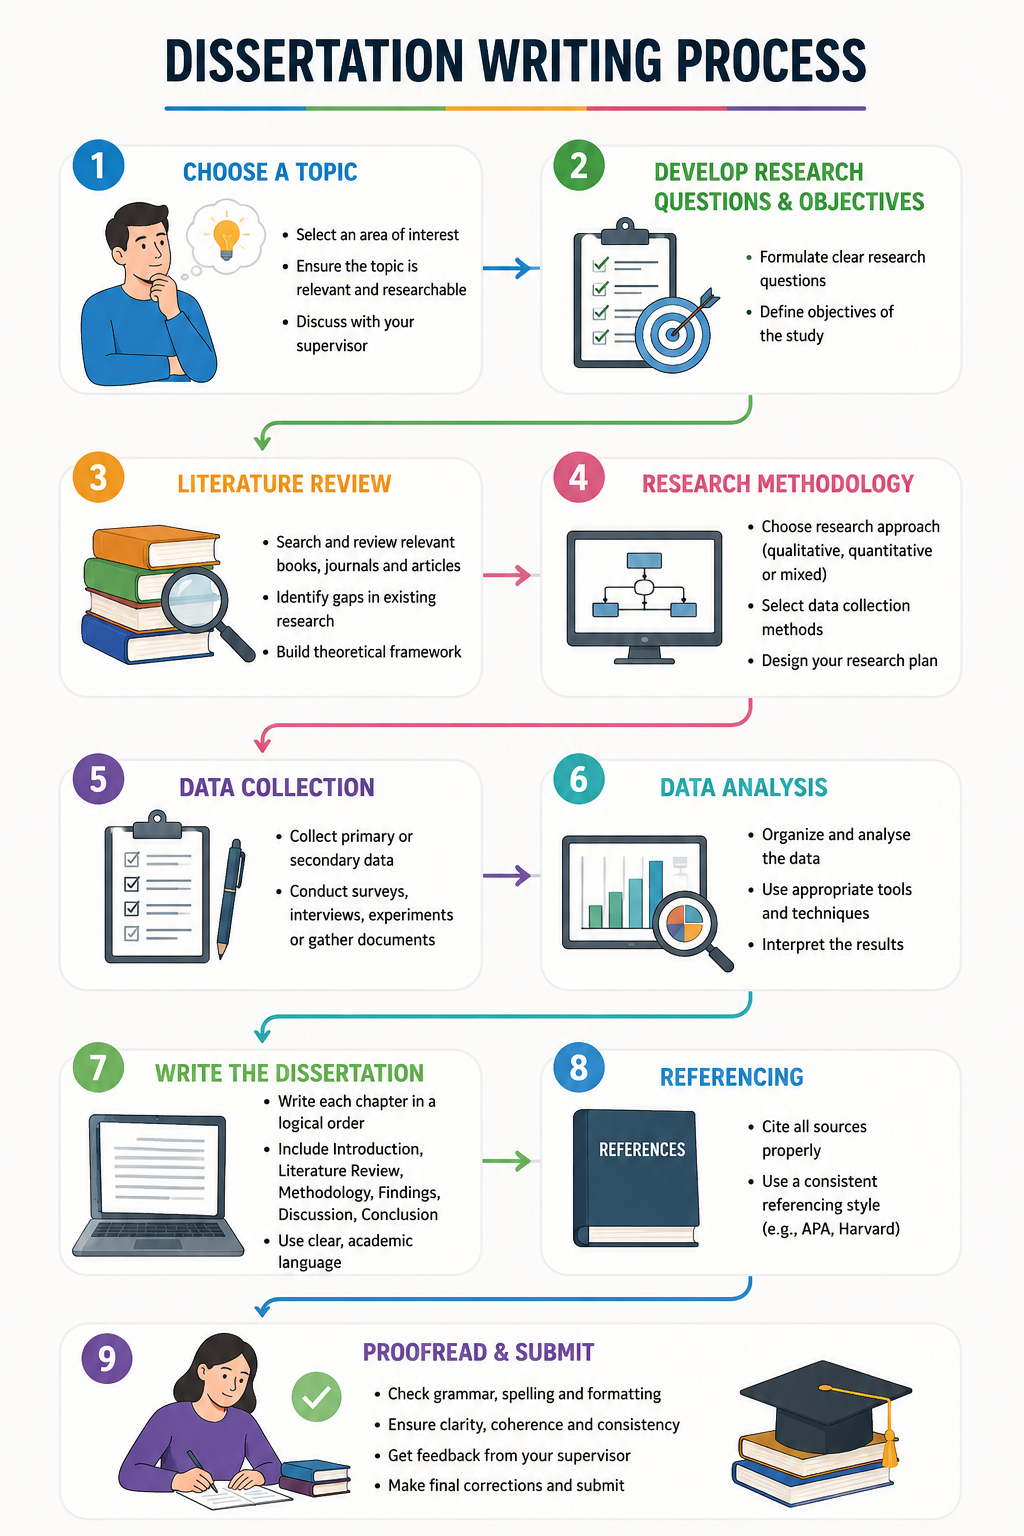 DISSERTATION WRITING PROCESS
1
CHOOSE A TOPIC
• Select an area of interest
• Ensure the topic is
relevant and researchable
• Discuss with your
supervisor
2
DEVELOP RESEARCH
QUESTIONS & OBJECTIVES
• Formulate clear research
questions
• Define objectives of
the study
3
LITERATURE REVIEW
• Search and review relevant
books, journals and articles
• Identify gaps in existing
research
• Build theoretical framework
4
RESEARCH METHODOLOGY
• Choose research approach
(qualitative, quantitative
or mixed)
• Select data collection
methods
• Design your research plan
5
DATA COLLECTION
• Collect primary or
secondary data
• Conduct surveys,
interviews, experiments
or gather documents
6
DATA ANALYSIS
• Organize and analyse
the data
• Use appropriate tools
and techniques
• Interpret the results
7
WRITE THE DISSERTATION
• Write each chapter in a
logical order
• Include Introduction,
Literature Review,
Methodology, Findings,
Discussion, Conclusion
• Use clear, academic
language
8
REFERENCING
REFERENCES
• Cite all sources
properly
• Use a consistent
referencing style
(e.g., APA, Harvard)
9
PROOFREAD & SUBMIT
• Check grammar, spelling and formatting
• Ensure clarity, coherence and consistency
• Get feedback from your supervisor
• Make final corrections and submit